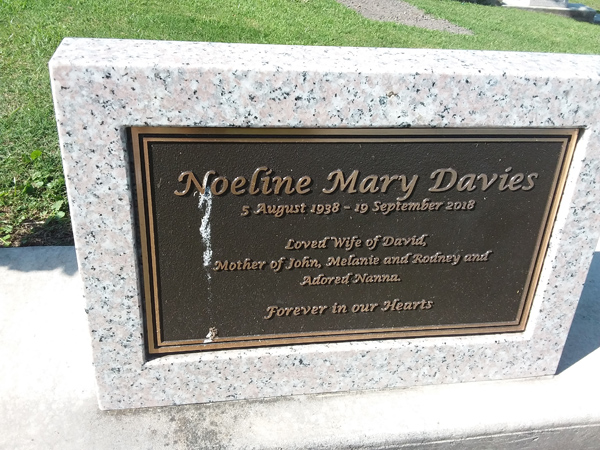 Noeline Mary Davies
5 August 1938 – 19 September 2018
Loved Wife of David,
Mother of John, Melanie and Rodney and
Adored Nanna.
Forever in our Hearts